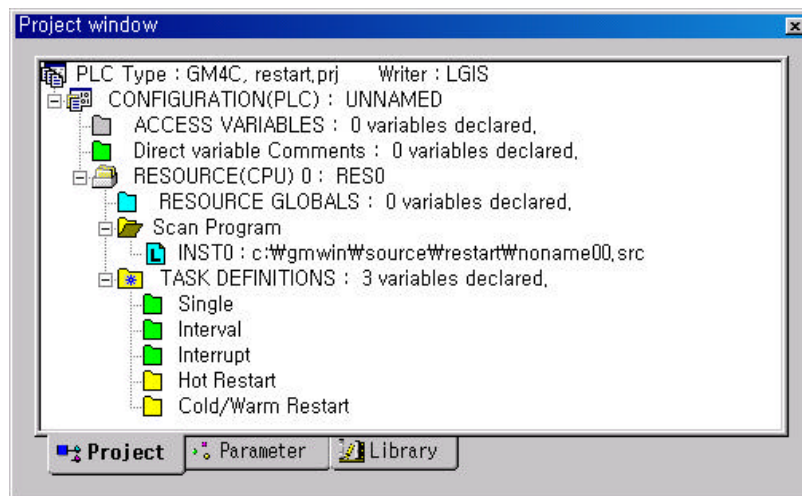 Project window
PLC Type : GM4C, restart,prj Writer : LGIS
CONFIGURATION(PLC) : UNNAMED
ACCESS VARIABLES : 0 variables declared,
Direct variable Comments : 0 variables declared,
RESOURCE(CPU) 0 : RES0
RESOURCE GLOBALS : 0 variables declared,
Scan Program
INST0 : c:₩gmwin₩source₩restart₩noname00,src
TASK DEFINITIONS : 3 variables declared,
Single
Interval
Interrupt
Hot Restart
Cold/Warm Restart
Project Parameter Library